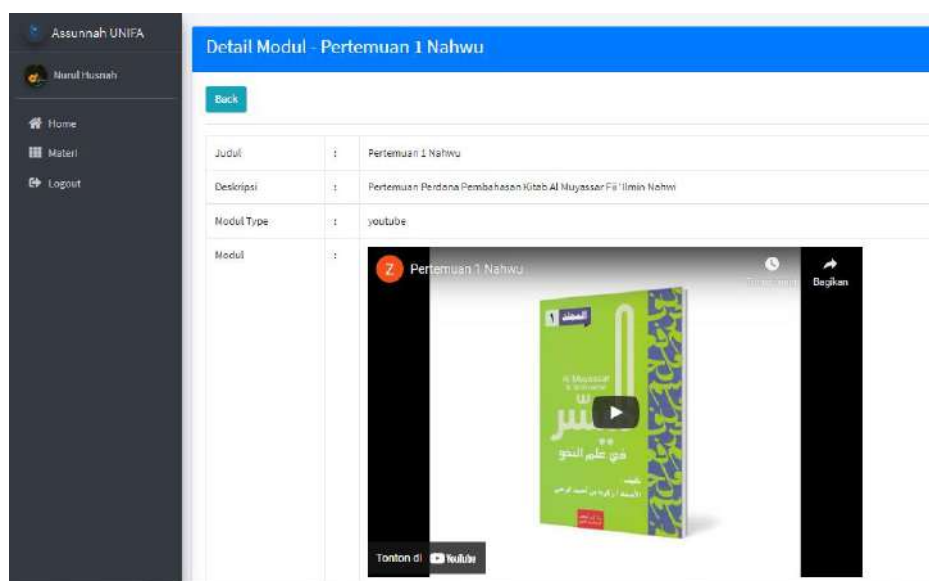 Assunnah UNIFA
Nurul Husnah
Home
Materi
Logout
Detail Modul - Pertemuan 1 Nahwu
Back
Judul : Pertemuan 1 Nahwu
Deskripsi : Pertemuan Perdana Pembahasan Kitab Al Muyassar Fii 'Ilmin Nahwi
Modul Type : youtube
Modul :
Z Pertemuan 1 Nahwu
Bagikan
المجلد ١
Al Muyassar
في علم النحو
Tonton di YouTube